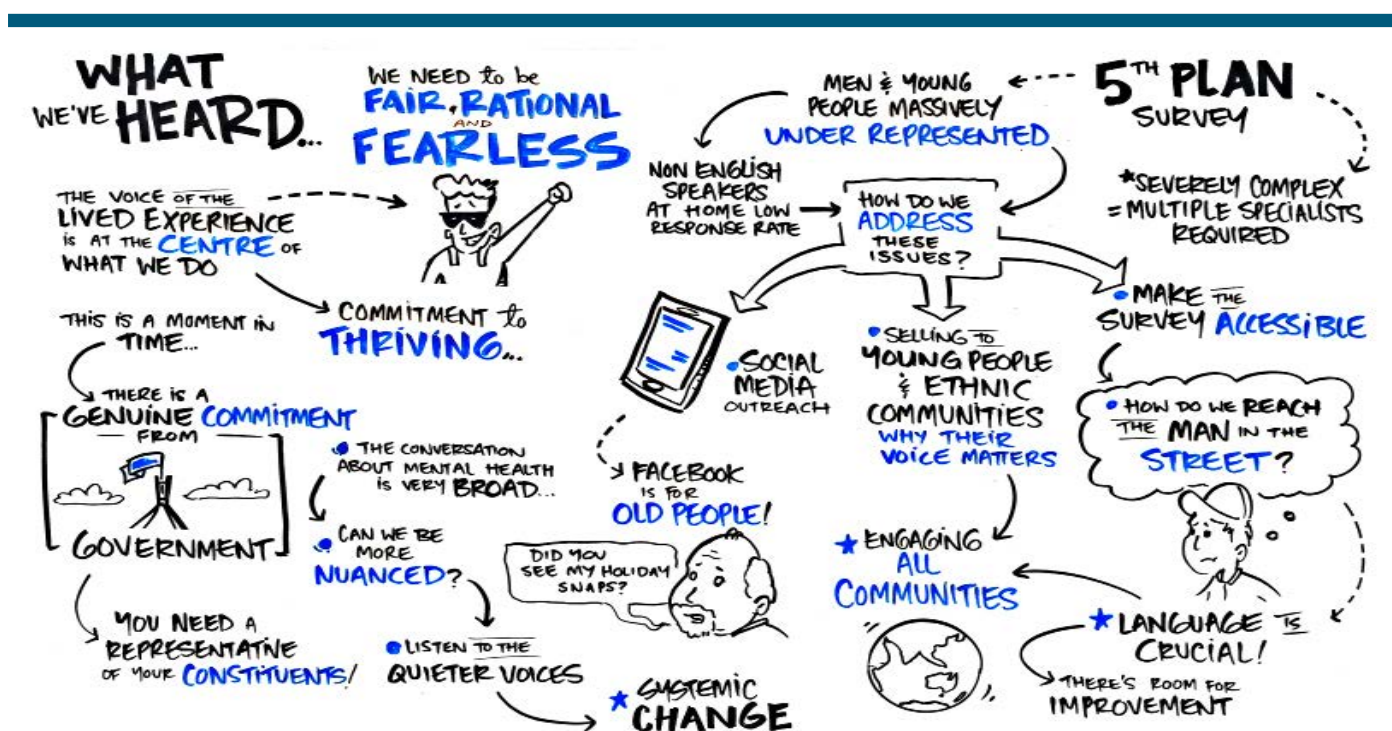 WHAT
WE'VE HEARD...
WE NEED to be
FAIR, RATIONAL
AND
FEARLESS
THE VOICE OF THE
LIVED EXPERIENCE
IS AT THE CENTRE OF
WHAT WE DO
COMMITMENT to
THRIVING...
THIS IS A MOMENT IN
TIME...
THERE IS A
GENUINE COMMITMENT
FROM
GOVERNMENT
YOU NEED A
REPRESENTATIVE
OF YOUR CONSTITUENTS!
THE CONVERSATION
ABOUT MENTAL HEALTH
IS VERY BROAD...
CAN WE BE
MORE
NUANCED?
LISTEN TO THE
QUIETER VOICES
★ SYSTEMIC
CHANGE
5TH PLAN
SURVEY
MEN & YOUNG
PEOPLE MASSIVELY
UNDER REPRESENTED
NON ENGLISH
SPEAKERS
AT HOME LOW
RESPONSE RATE
★SEVERELY COMPLEX
= MULTIPLE SPECIALISTS
REQUIRED
HOW DO WE
ADDRESS
THESE
ISSUES?
SOCIAL
MEDIA
OUTREACH
FACEBOOK
IS FOR
OLD PEOPLE!
DID YOU
SEE MY HOLIDAY
SNAPS?
SELLING TO
YOUNG PEOPLE
& ETHNIC
COMMUNITIES
WHY THEIR
VOICE MATTERS
★ ENGAGING
ALL
COMMUNITIES
MAKE THE
SURVEY ACCESSIBLE
HOW DO WE REACH
THE MAN IN THE
STREET?
★ LANGUAGE IS
CRUCIAL!
THERE'S ROOM FOR
IMPROVEMENT